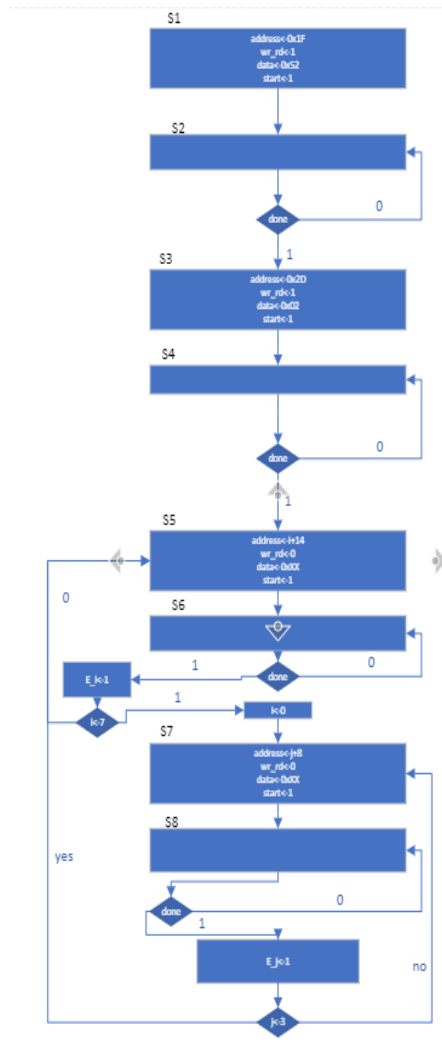 S1
address<-0x1F
wr_rd<-1
data<-0x52
start<-1
S2
done
0
1
S3
address<-0x2D
wr_rd<-1
data<-0x02
start<-1
S4
done
0
1
S5
address<-i+14
wr_rd<-0
data<-0xXX
start<-1
0
S6
done
0
1
E_i<-1
i<-7
1
i<-0
S7
address<-j+8
wr_rd<-0
data<-0xXX
start<-1
S8
yes
done
0
1
E_j<-1
no
j<-3